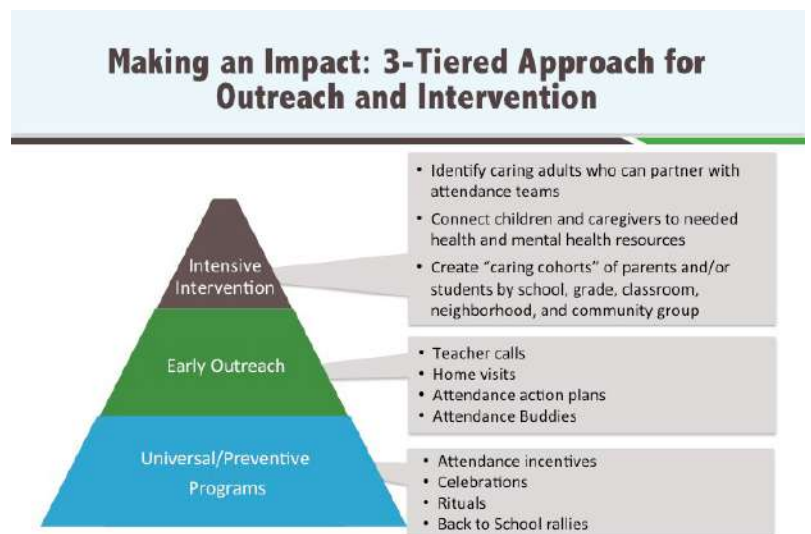 Making an Impact: 3-Tiered Approach for
Outreach and Intervention
• Identify caring adults who can partner with
attendance teams
• Connect children and caregivers to needed
health and mental health resources
• Create “caring cohorts” of parents and/or
students by school, grade, classroom,
neighborhood, and community group
Intensive
Intervention
• Teacher calls
• Home visits
• Attendance action plans
• Attendance Buddies
Early Outreach
• Attendance incentives
• Celebrations
• Rituals
• Back to School rallies
Universal/Preventive
Programs